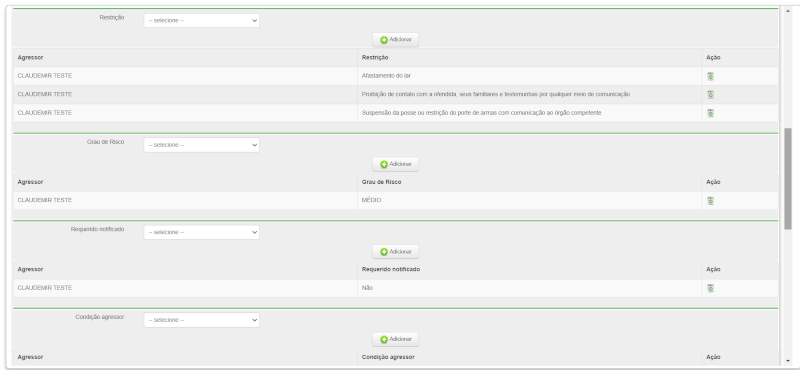 Restrição -- selecione --
Adicionar
Agressor Restrição Ação
CLAUDEMIR TESTE Afastamento do lar
CLAUDEMIR TESTE Proibição de contato com a ofendida, seus familiares e testemunhas por qualquer meio de comunicação
CLAUDEMIR TESTE Suspensão da posse ou restrição do porte de armas com comunicação ao órgão competente
Grau de Risco -- selecione --
Adicionar
Agressor Grau de Risco Ação
CLAUDEMIR TESTE MÉDIO
Requerido notificado -- selecione --
Adicionar
Agressor Requerido notificado Ação
CLAUDEMIR TESTE Não
Condição agressor -- selecione --
Adicionar
Agressor Condição agressor Ação